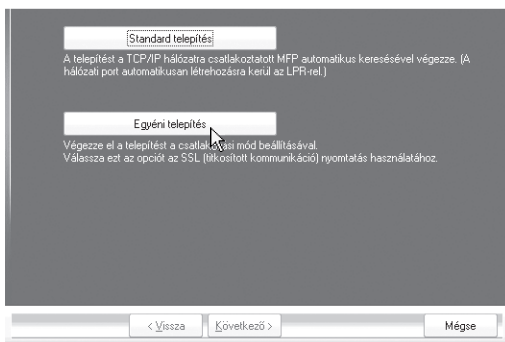 Standard telepítés
A telepítést a TCP/IP hálózatra csatlakoztatott MFP automatikus keresésével végezze. (A
hálózati port automatikusan létrehozásra kerül az LPR-rel.)
Egyéni telepítés
Végezze el a telepítést a csatlakozási mód beállításával.
Válassza ezt az opciót az SSL (titkosított kommunikáció) nyomtatás használatához.
< Vissza
Következő >
Mégse